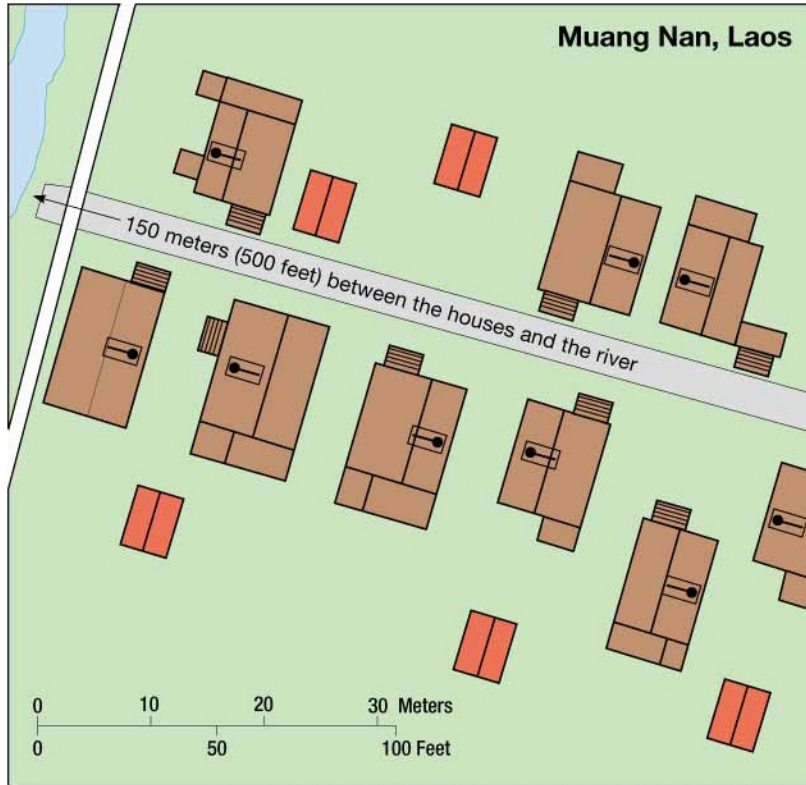 Muang Nan, Laos
150 meters (500 feet) between the houses and the river
0 10 20 30 Meters
0 50 100 Feet